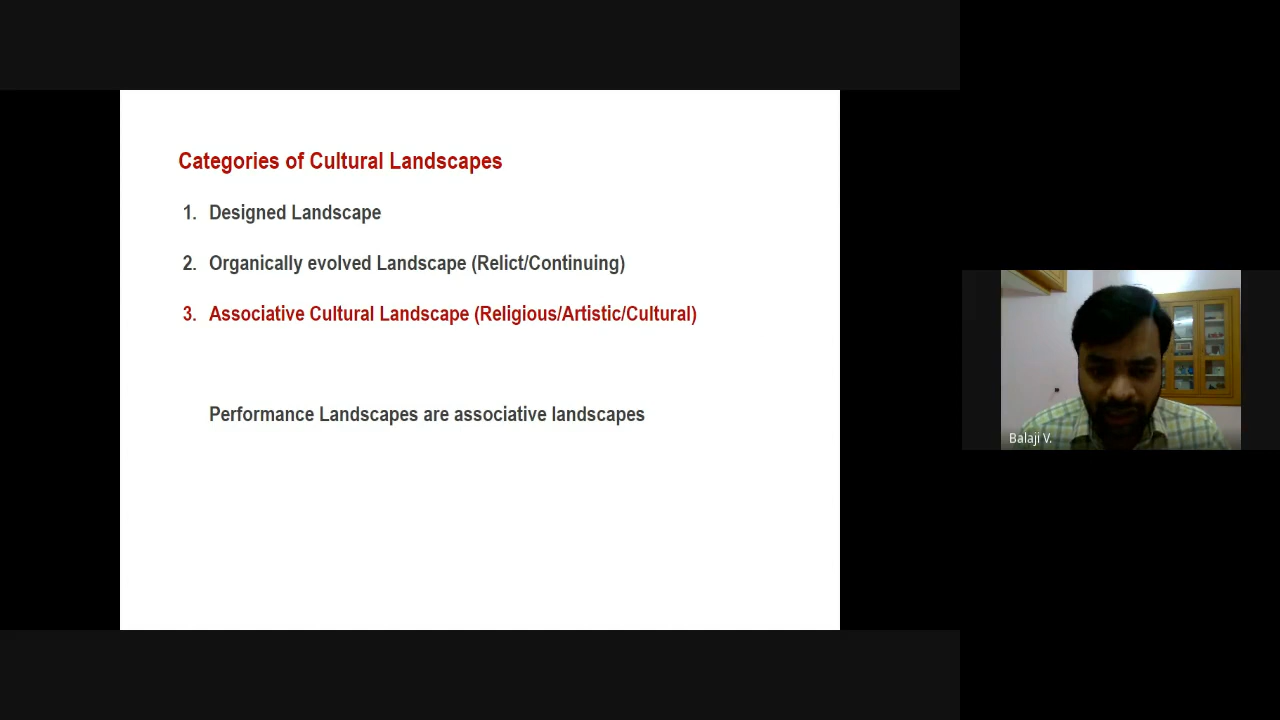 Categories of Cultural Landscapes
1. Designed Landscape
2. Organically evolved Landscape (Relict/Continuing)
3. Associative Cultural Landscape (Religious/Artistic/Cultural)
Performance Landscapes are associative landscapes
Balaji V.